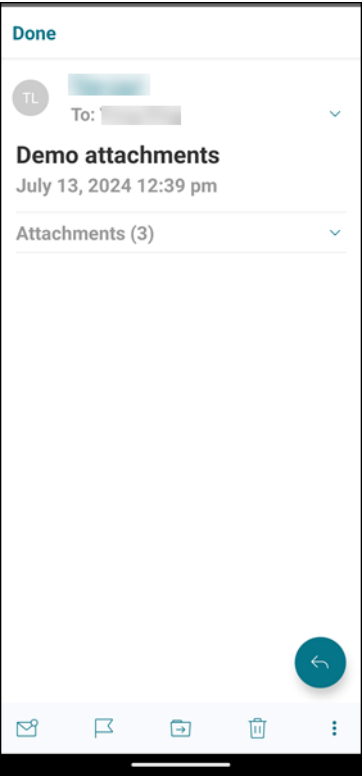 Done
TL
To:
Demo attachments
July 13, 2024 12:39 pm
Attachments (3)